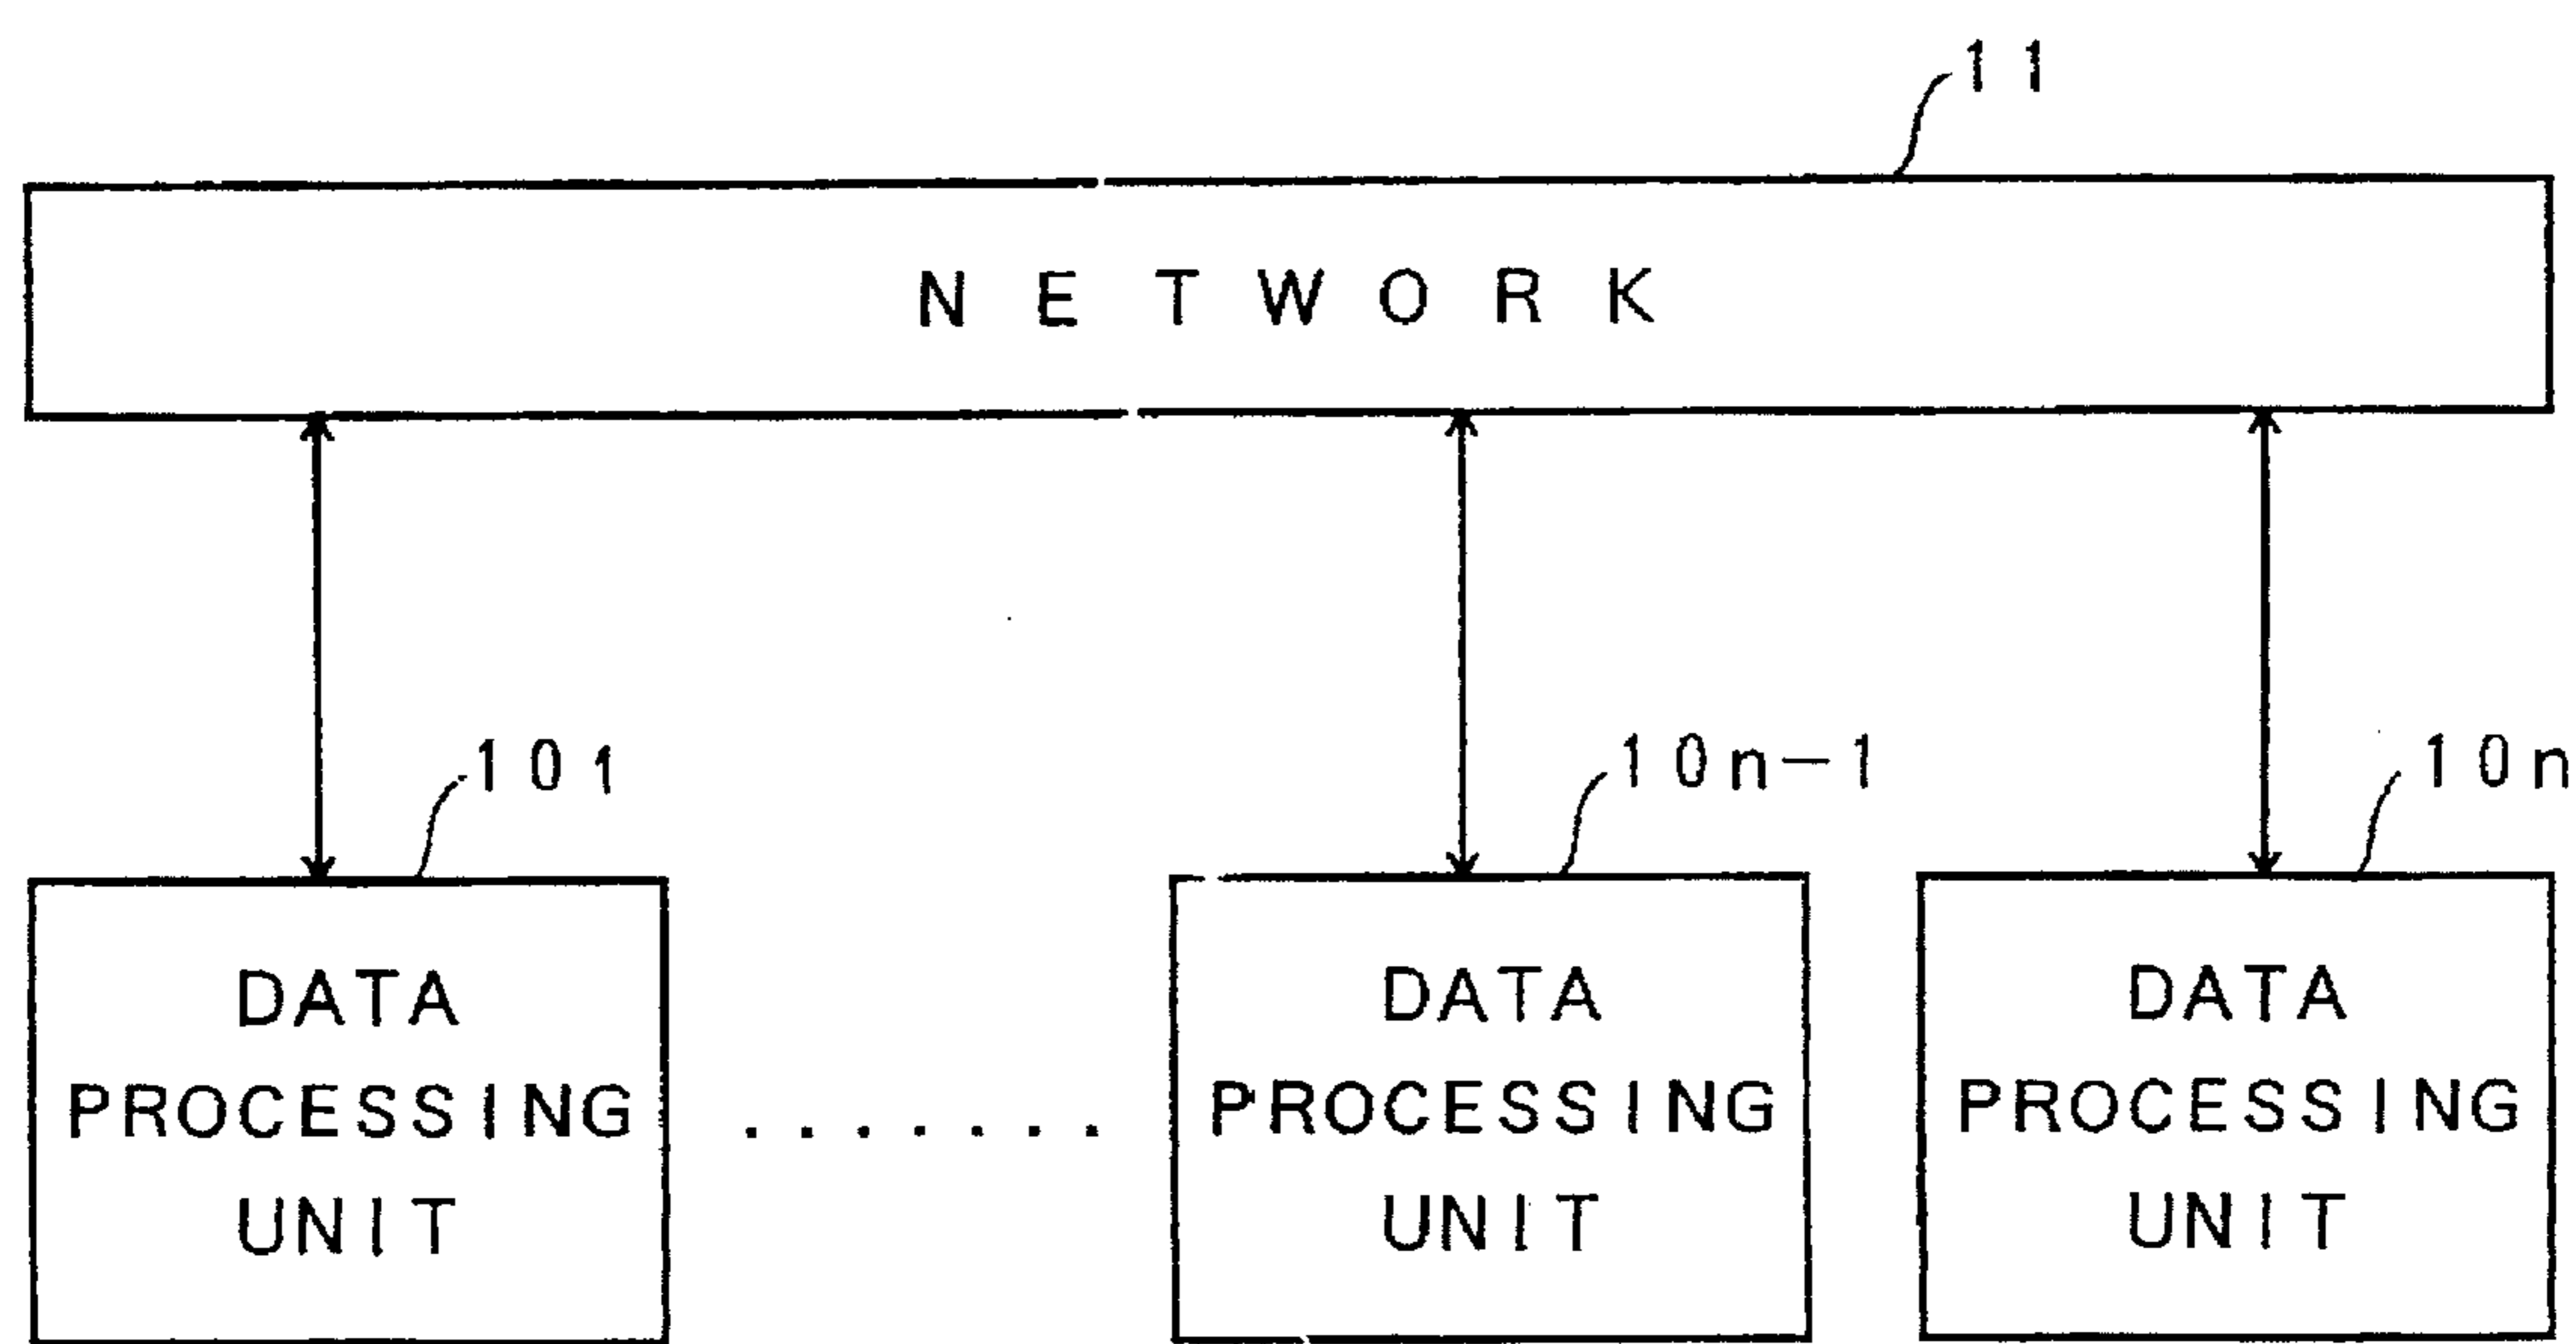 11
NETWORK
101
10n-1
10n
DATA
PROCESSING
UNIT
.......
DATA
PROCESSING
UNIT
DATA
PROCESSING
UNIT